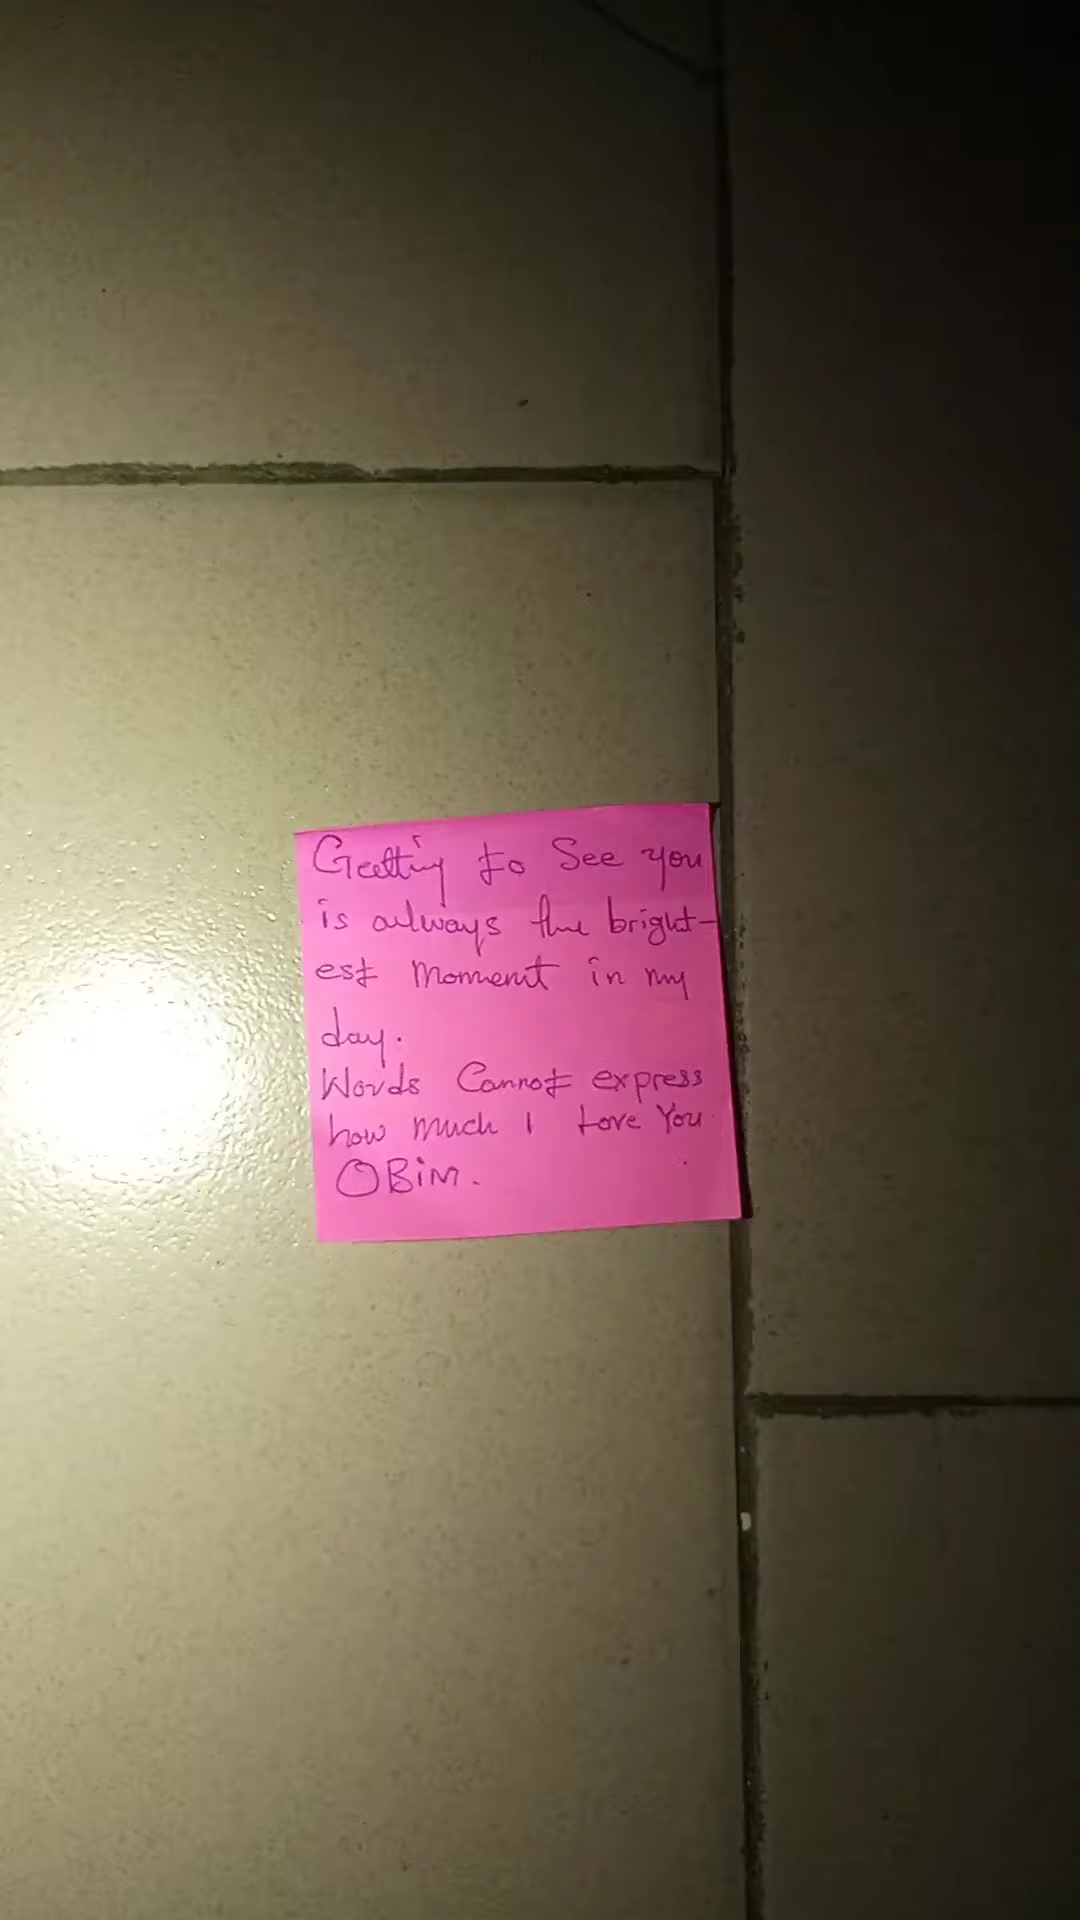 Getting to See you
is always the bright-
est moment in my
day.
Words Cannot express
how much I Love You
OBiM.